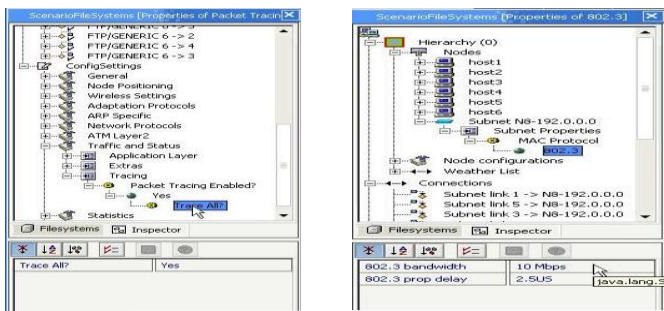 ScenarioFileSystems [Properties of Packet Tracin
FTP/GENERIC 6 -> 2
FTP/GENERIC 6 -> 4
FTP/GENERIC 6 -> 3
ConfigSettings
General
Node Positioning
Wireless Settings
Adaptation Protocols
ARP Specific
Network Protocols
ATM Layer2
Traffic and Status
Application Layer
Extras
Tracing
Packet Tracing Enabled?
Yes
Trace All?
Statistics
Filesystems
Inspector
Trace All?
Yes
ScenarioFileSystems [Properties of 802.3]
Hierarchy (0)
Nodes
host1
host2
host3
host4
host5
host6
Subnet N8-192.0.0.0
Subnet Properties
MAC Protocol
802.3
Node configurations
Weather List
Connections
Subnet link 1 -> N8-192.0.0.0
Subnet link 5 -> N8-192.0.0.0
Subnet link 3 -> N8-192.0.0.0
Filesystems
Inspector
802.3 bandwidth
10 Mbps
802.3 prop delay
2.5US
java.lang.S